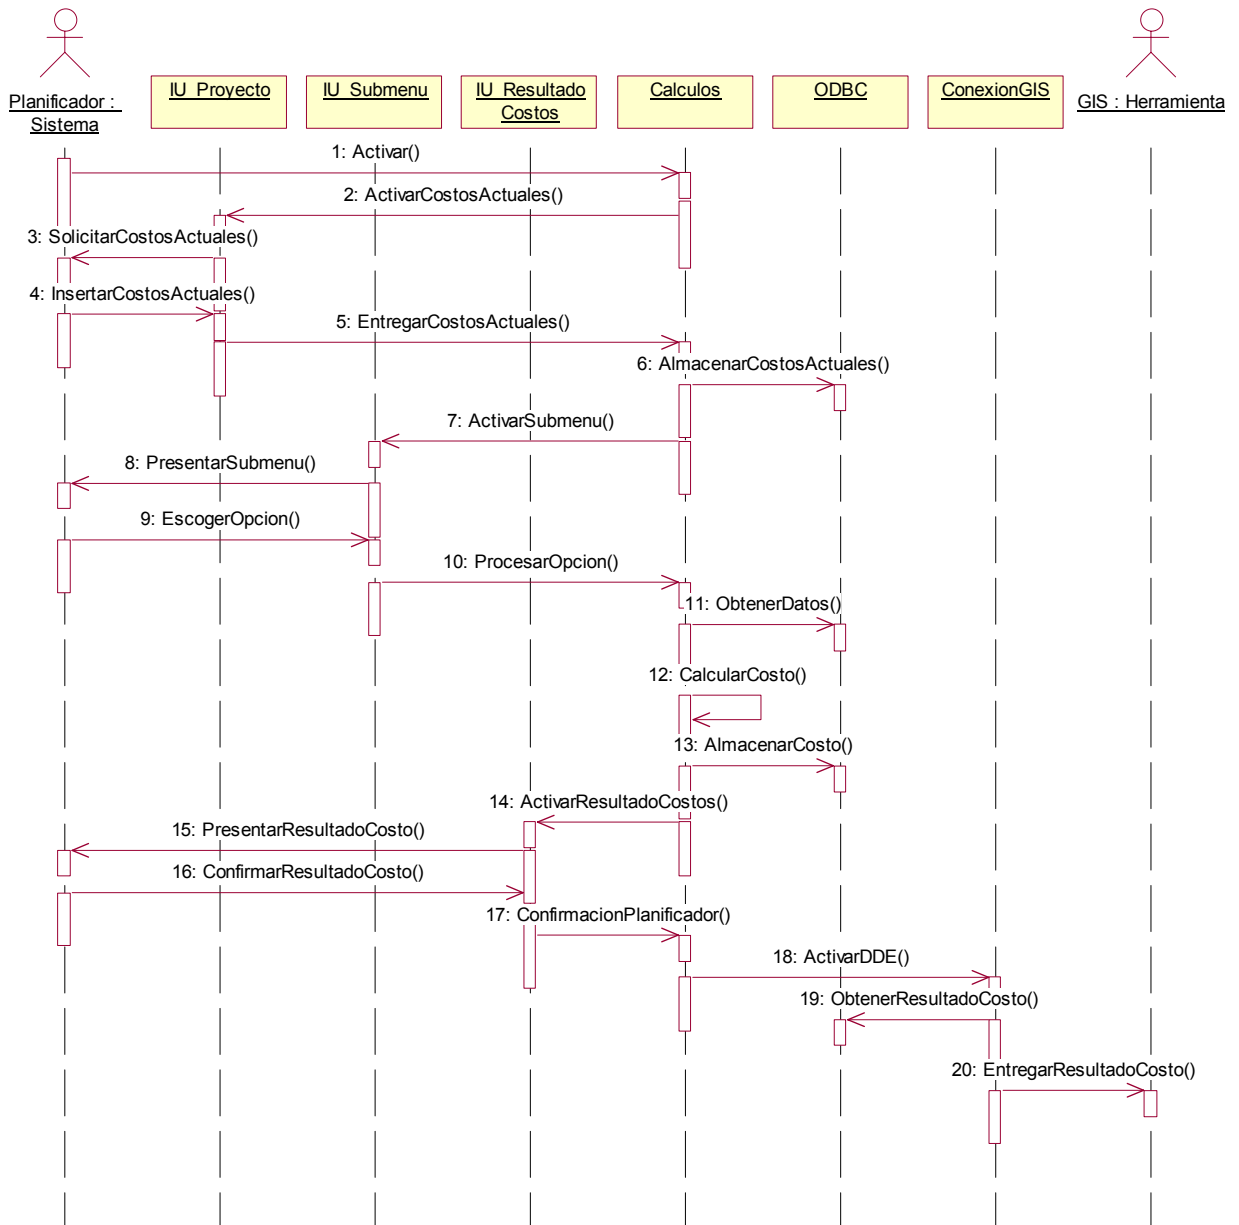 Planificador :
Sistema
IU_Proyecto
IU_Submenu
IU_Resultado
Costos
Calculos
ODBC
ConexionGIS
GIS : Herramienta
1: Activar()
2: ActivarCostosActuales()
3: SolicitarCostosActuales()
4: InsertarCostosActuales()
5: EntregarCostosActuales()
6: AlmacenarCostosActuales()
7: ActivarSubmenu()
8: PresentarSubmenu()
9: EscogerOpcion()
10: ProcesarOpcion()
11: ObtenerDatos()
12: CalcularCosto()
13: AlmacenarCosto()
14: ActivarResultadoCostos()
15: PresentarResultadoCosto()
16: ConfirmarResultadoCosto()
17: ConfirmacionPlanificador()
18: ActivarDDE()
19: ObtenerResultadoCosto()
20: EntregarResultadoCosto()